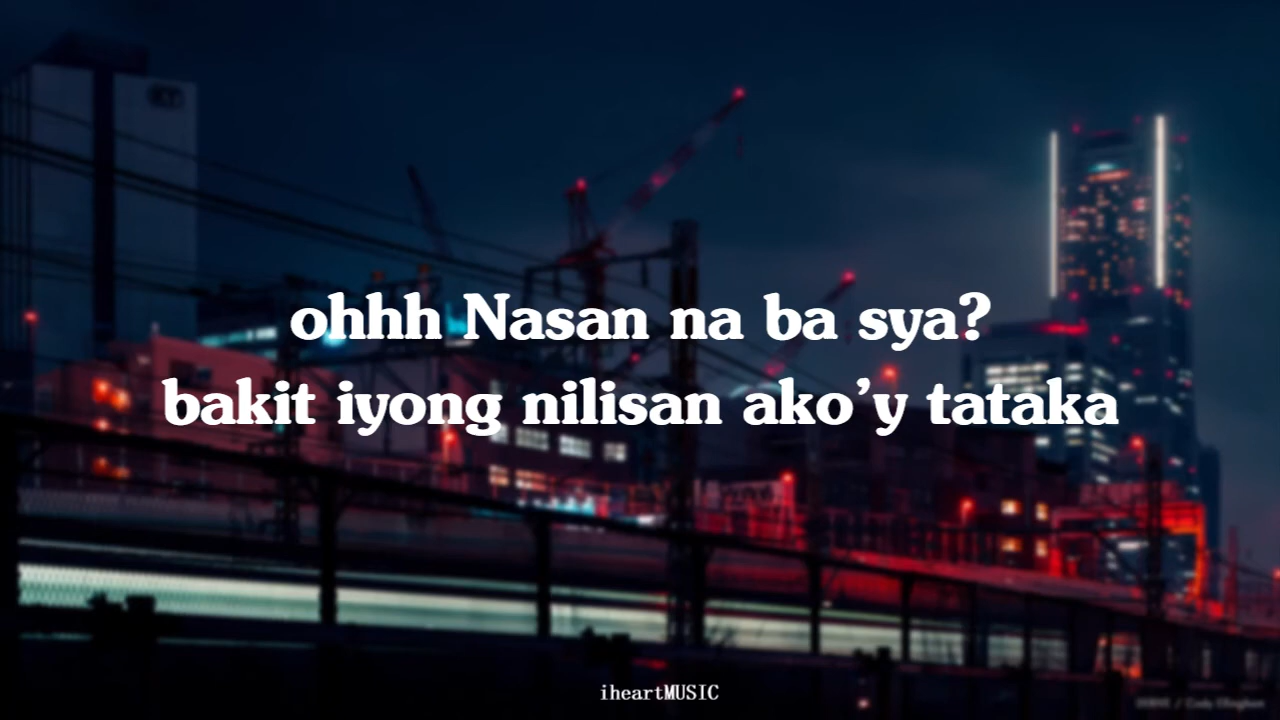 ohhh Nasan na ba sya?
bakit iyong nilisan ako’y tataka
iheartMUSIC